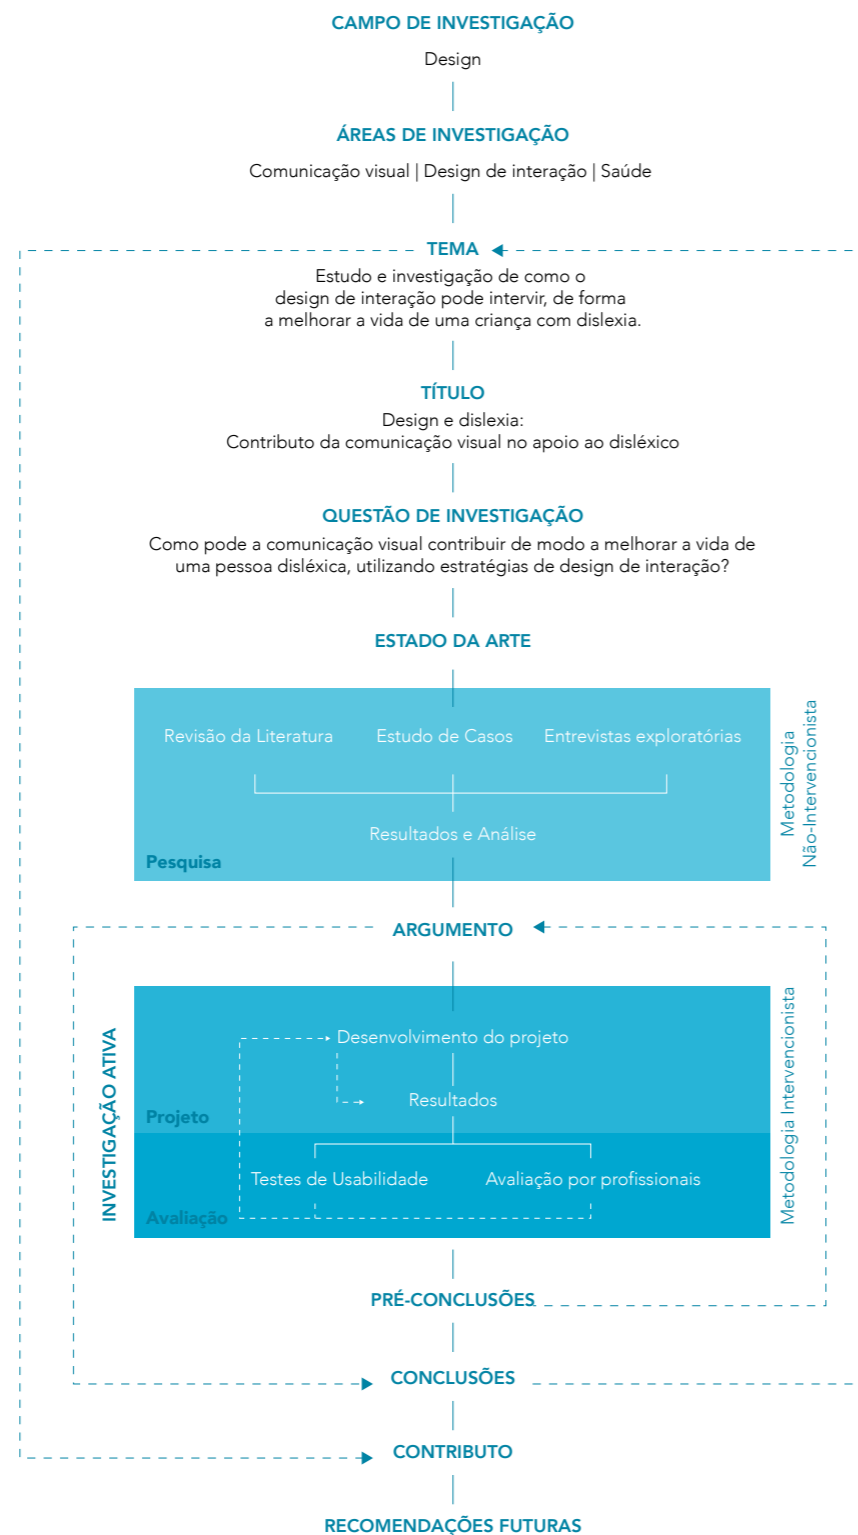 CAMPO DE INVESTIGAÇÃO
Design
ÁREAS DE INVESTIGAÇÃO
Comunicação visual | Design de interação | Saúde
TEMA
Estudo e investigação de como o
design de interação pode intervir, de forma
a melhorar a vida de uma criança com dislexia.
TÍTULO
Design e dislexia:
Contributo da comunicação visual no apoio ao disléxico
QUESTÃO DE INVESTIGAÇÃO
Como pode a comunicação visual contribuir de modo a melhorar a vida de
uma pessoa disléxica, utilizando estratégias de design de interação?
ESTADO DA ARTE
Revisão da Literatura Estudo de Casos Entrevistas exploratórias
Resultados e Análise
Pesquisa
Metodologia
Não-Intervencionista
ARGUMENTO
INVESTIGAÇÃO ATIVA
Desenvolvimento do projeto
Resultados
Projeto
Testes de Usabilidade Avaliação por profissionais
Avaliação
Metodologia Intervencionista
PRÉ-CONCLUSÕES
CONCLUSÕES
CONTRIBUTO
RECOMENDAÇÕES FUTURAS